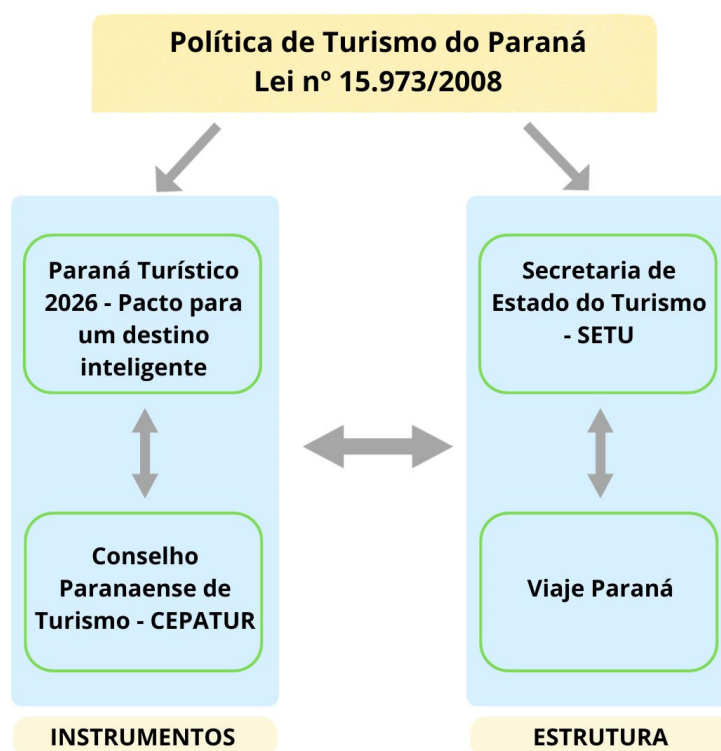 Política de Turismo do Paraná
Lei nº 15.973/2008
Paraná Turístico
2026 - Pacto para
um destino
inteligente
Conselho
Paranaense de
Turismo - CEPATUR
INSTRUMENTOS
Secretaria de
Estado do Turismo
- SETU
Viaje Paraná
ESTRUTURA